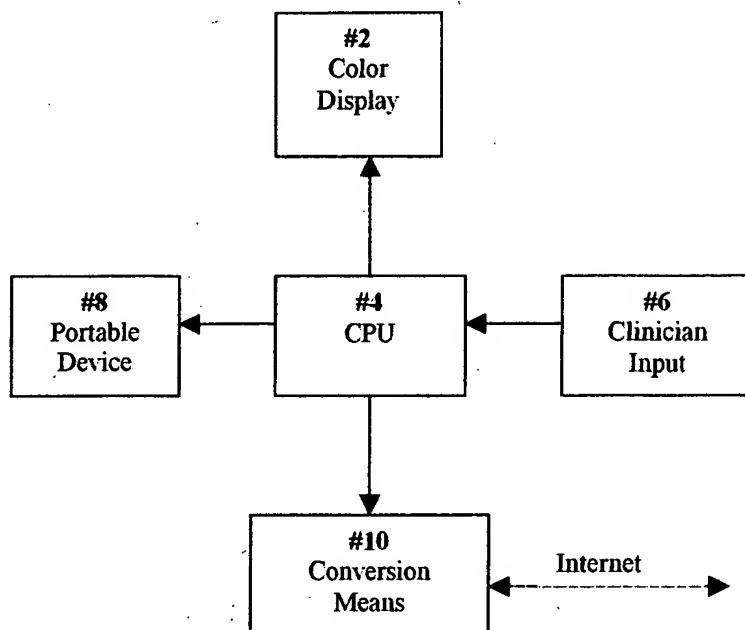 #2
Color
Display
#8
Portable
Device
#4
CPU
#6
Clinician
Input
#10
Conversion
Means
Internet